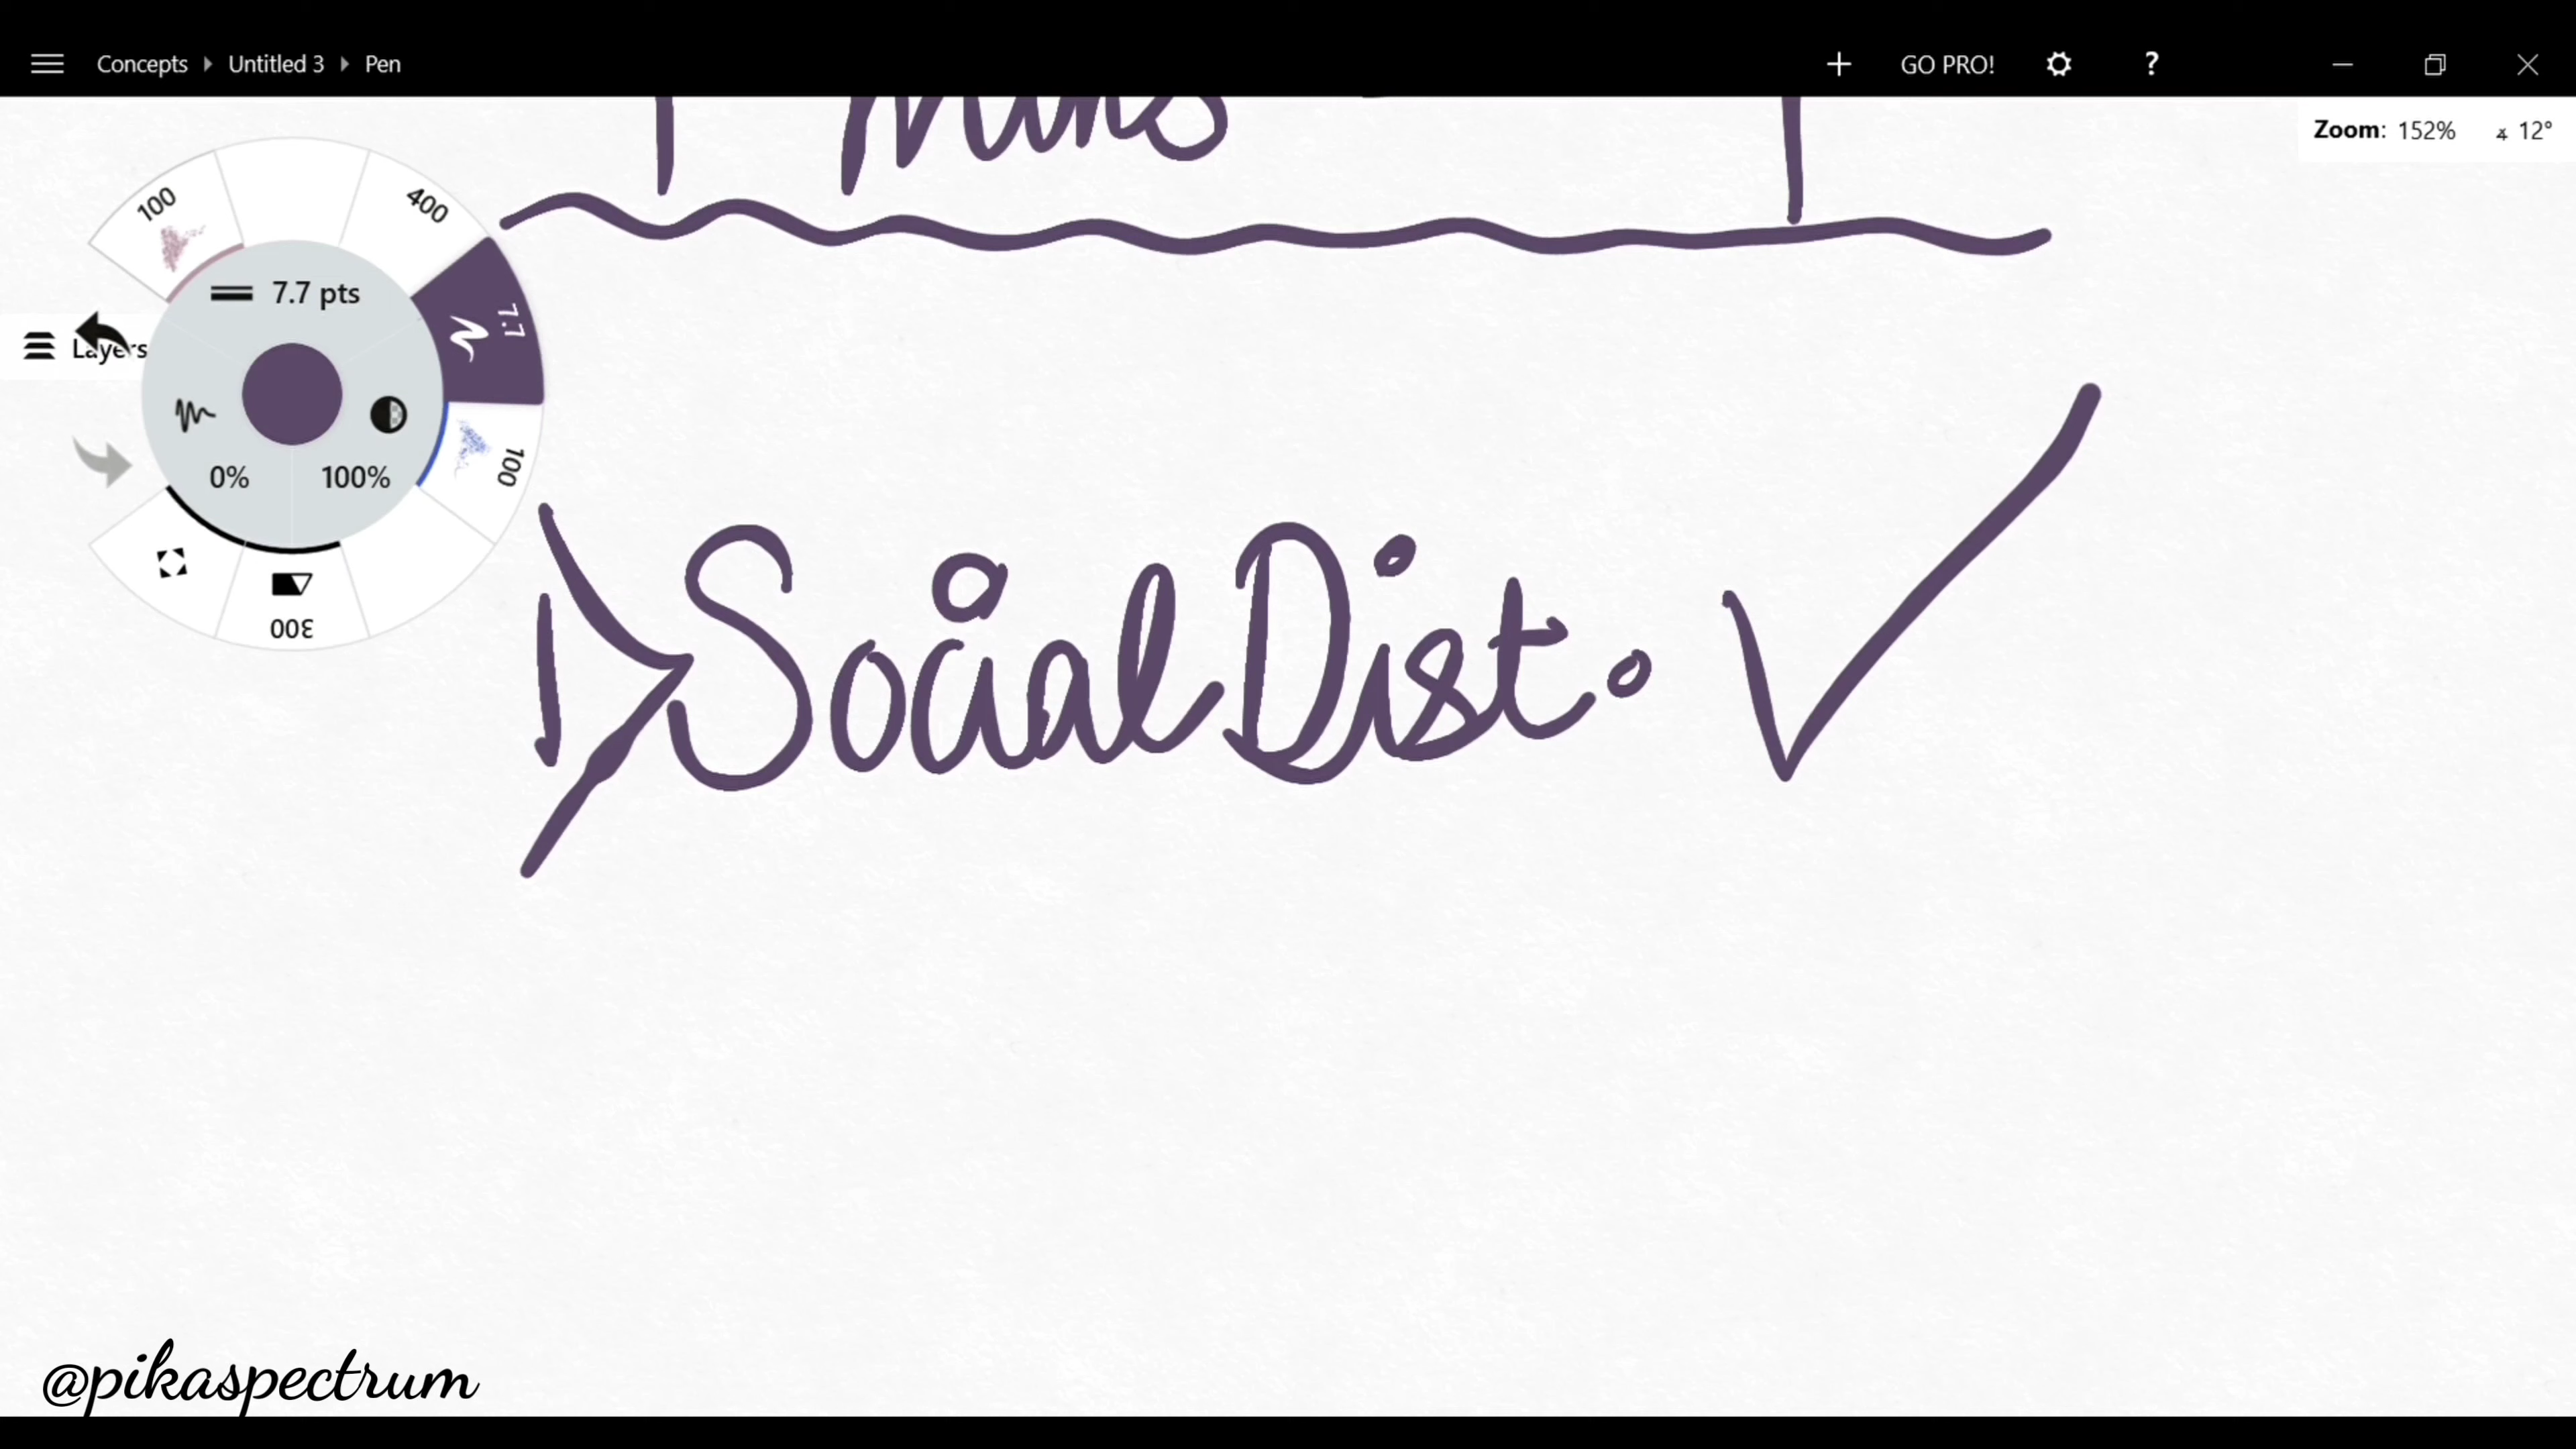 Concepts Untitled 3 Pen GO PRO! ?
Zoom: 152% 12°
100
400
7.7 pts
7.7
Layers
0% 100%
100
300
1 > Social Dist. ✓
@pikaspectrum